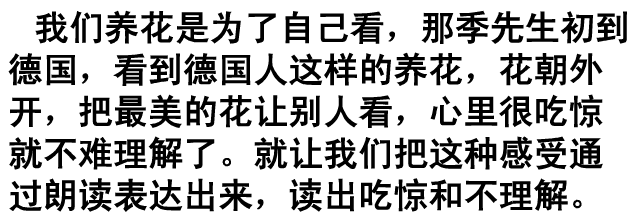 我们养花是为了自己看，那季先生初到
德国，看到德国人这样的养花，花朝外
开，把最美的花让别人看，心里很吃惊
就不难理解了。就让我们把这种感受通
过朗读表达出来，读出吃惊和不理解。